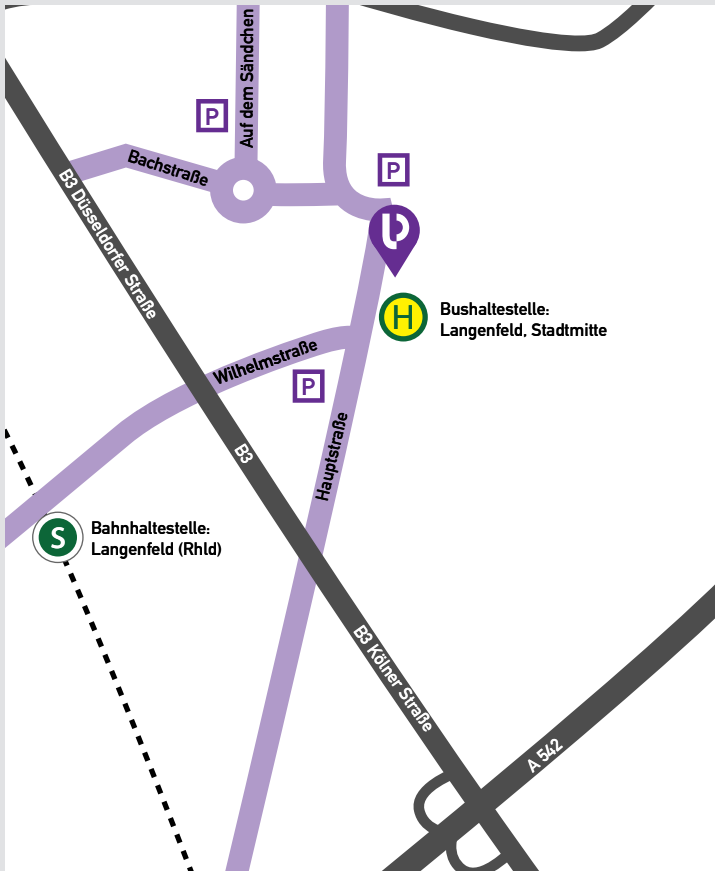 Auf dem Sändchen
P
P
Bachstraße
B3 Düsseldorfer Straße
H
Bushaltestelle:
Langenfeld, Stadtmitte
Wilhelmstraße
P
Hauptstraße
B3
S
Bahnhaltestelle:
Langenfeld (Rhld)
B3 Kölner Straße
A 542